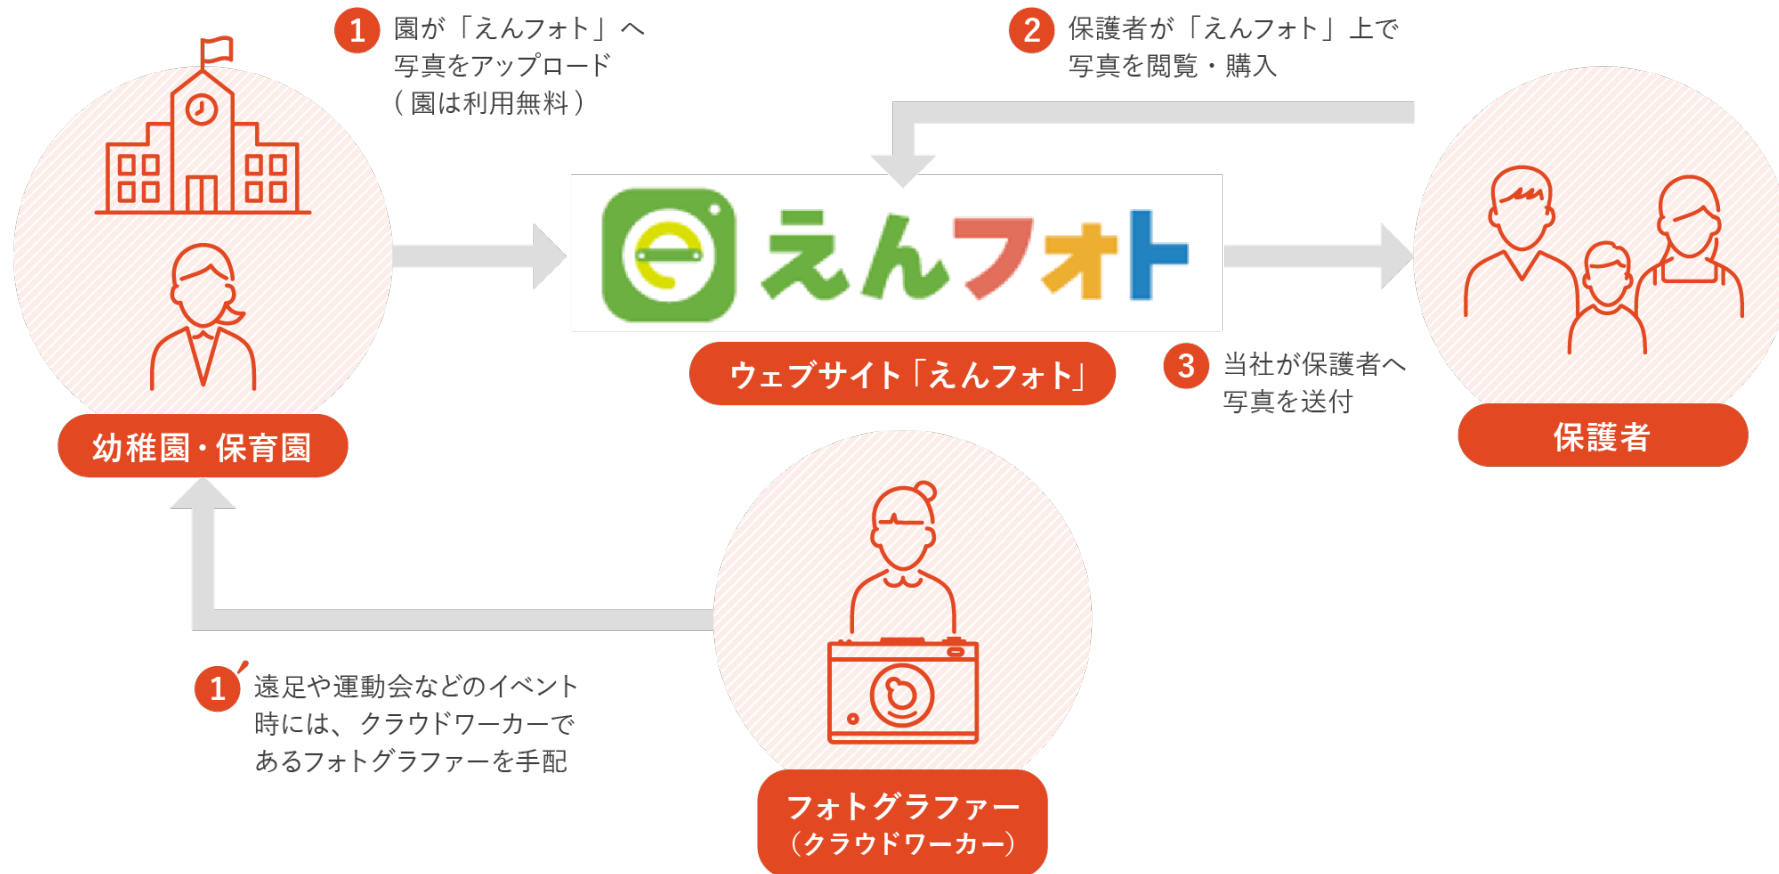 1 園が「えんフォト」へ
写真をアップロード
(園は利用無料)
2 保護者が「えんフォト」上で
写真を閲覧・購入
e えんフォト
ウェブサイト「えんフォト」
3 当社が保護者へ
写真を送付
幼稚園・保育園
保護者
1′ 遠足や運動会などのイベント
時には、クラウドワーカーで
あるフォトグラファーを手配
フォトグラファー
(クラウドワーカー)